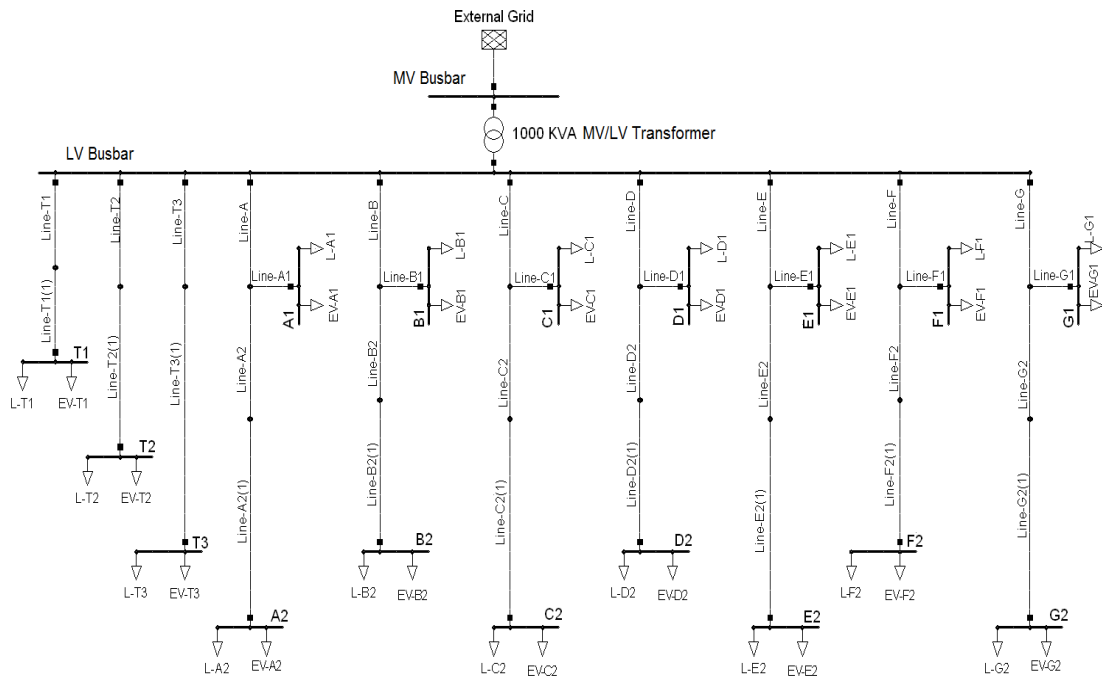 External Grid
MV Busbar
1000 KVA MV/LV Transformer
LV Busbar
Line-T1
Line-T2
Line-T3
Line-A
Line-B
Line-C
Line-D
Line-E
Line-F
Line-G
L-A1
L-B1
L-C1
L-D1
L-E1
L-F1
L-G1
Line-A1
Line-B1
Line-C1
Line-D1
Line-E1
Line-F1
Line-G1
EV-A1
EV-B1
EV-C1
EV-D1
EV-E1
EV-F1
EV-G1
A1
B1
C1
D1
E1
F1
G1
Line-T1(1)
Line-T2(1)
Line-T3(1)
Line-A2
Line-B2
Line-C2
Line-D2
Line-E2
Line-F2
Line-G2
T1
L-T1
EV-T1
T2
L-T2
EV-T2
Line-A2(1)
Line-B2(1)
Line-C2(1)
Line-D2(1)
Line-E2(1)
Line-F2(1)
Line-G2(1)
T3
B2
D2
F2
L-T3
EV-T3
L-B2
EV-B2
L-D2
EV-D2
L-F2
EV-F2
A2
C2
E2
G2
L-A2
EV-A2
L-C2
EV-C2
L-E2
EV-E2
L-G2
EV-G2